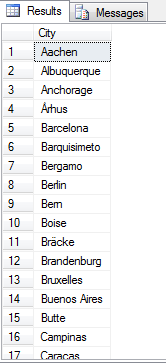 Results Messages
City
1 Aachen
2 Albuquerque
3 Anchorage
4 Århus
5 Barcelona
6 Barquisimeto
7 Bergamo
8 Berlin
9 Bern
10 Boise
11 Bräcke
12 Brandenburg
13 Bruxelles
14 Buenos Aires
15 Butte
16 Campinas
17 Caracas